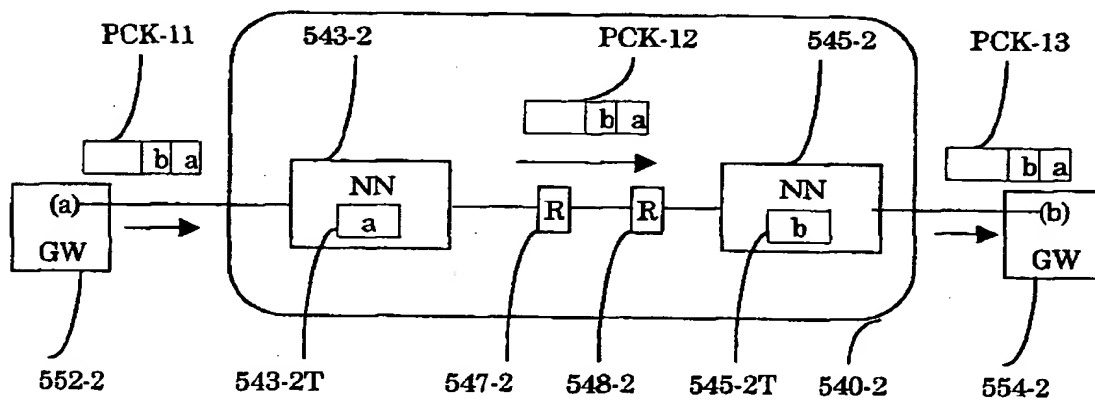 PCK-11
543-2
PCK-12
545-2
PCK-13
b a
b a
b a
(a)
GW
NN
a
R
R
NN
b
(b)
GW
552-2
543-2T
547-2
548-2
545-2T
540-2
554-2